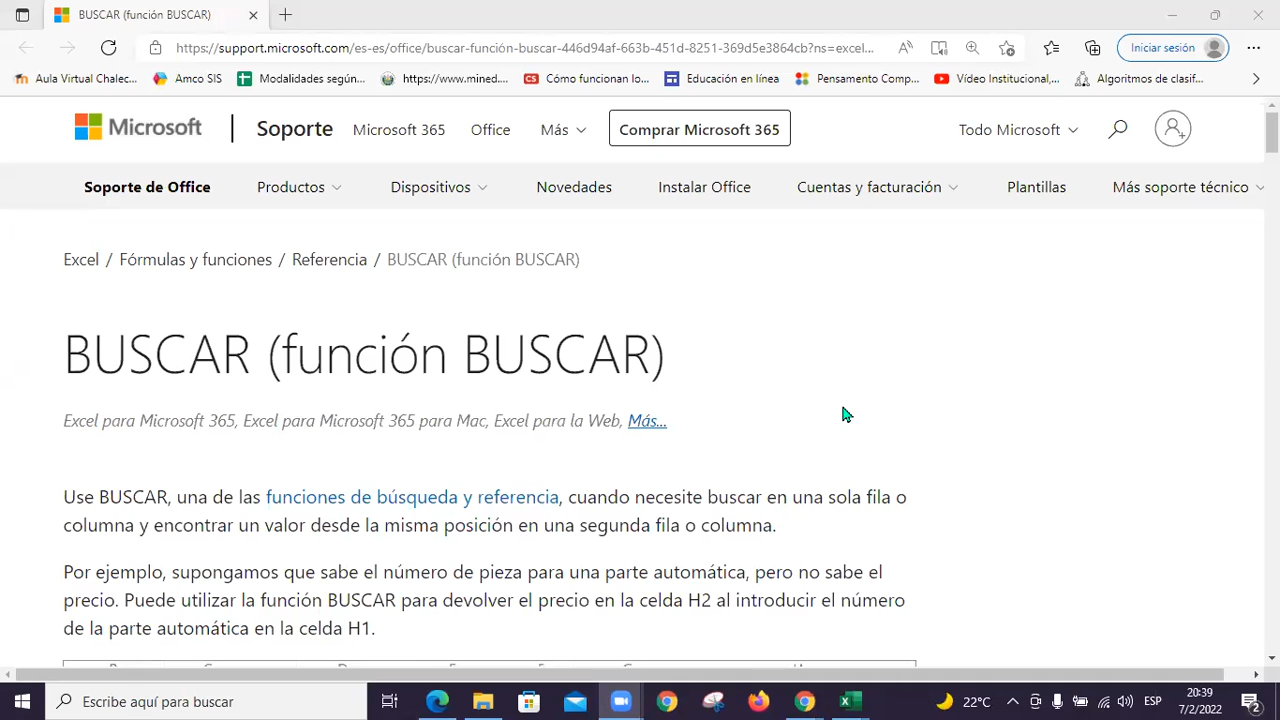 BUSCAR (función BUSCAR)
https://support.microsoft.com/es-es/office/buscar-función-buscar-446d94af-663b-451d-8251-369d5e3864cb?ns=excel...
Iniciar sesión
Aula Virtual Chalec...
Amco SIS
Modalidades según...
https://www.mined...
CS Cómo funcionan lo...
Educación en línea
Pensamento Comp...
Vídeo Institucional,...
Algoritmos de clasif...
Microsoft
Soporte
Microsoft 365
Office
Más
Comprar Microsoft 365
Todo Microsoft
Soporte de Office
Productos
Dispositivos
Novedades
Instalar Office
Cuentas y facturación
Plantillas
Más soporte técnico
Excel / Fórmulas y funciones / Referencia / BUSCAR (función BUSCAR)
BUSCAR (función BUSCAR)
Excel para Microsoft 365, Excel para Microsoft 365 para Mac, Excel para la Web, Más...
Use BUSCAR, una de las funciones de búsqueda y referencia, cuando necesite buscar en una sola fila o
columna y encontrar un valor desde la misma posición en una segunda fila o columna.
Por ejemplo, supongamos que sabe el número de pieza para una parte automática, pero no sabe el
precio. Puede utilizar la función BUSCAR para devolver el precio en la celda H2 al introducir el número
de la parte automática en la celda H1.
Escribe aquí para buscar
22°C
ESP
20:39
7/2/2022
2